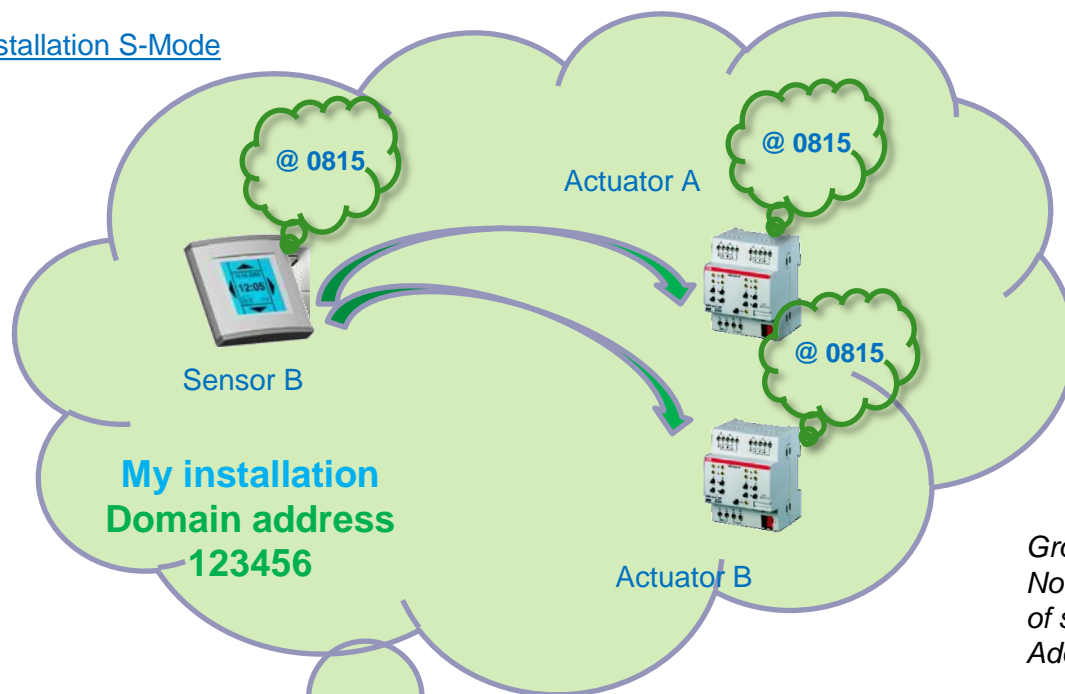 stallation S-Mode
@ 0815
@ 0815
Actuator A
12:05
@ 0815
Sensor B
My installation
Domain address
123456
Actuator B
Gro
No
of s
Add